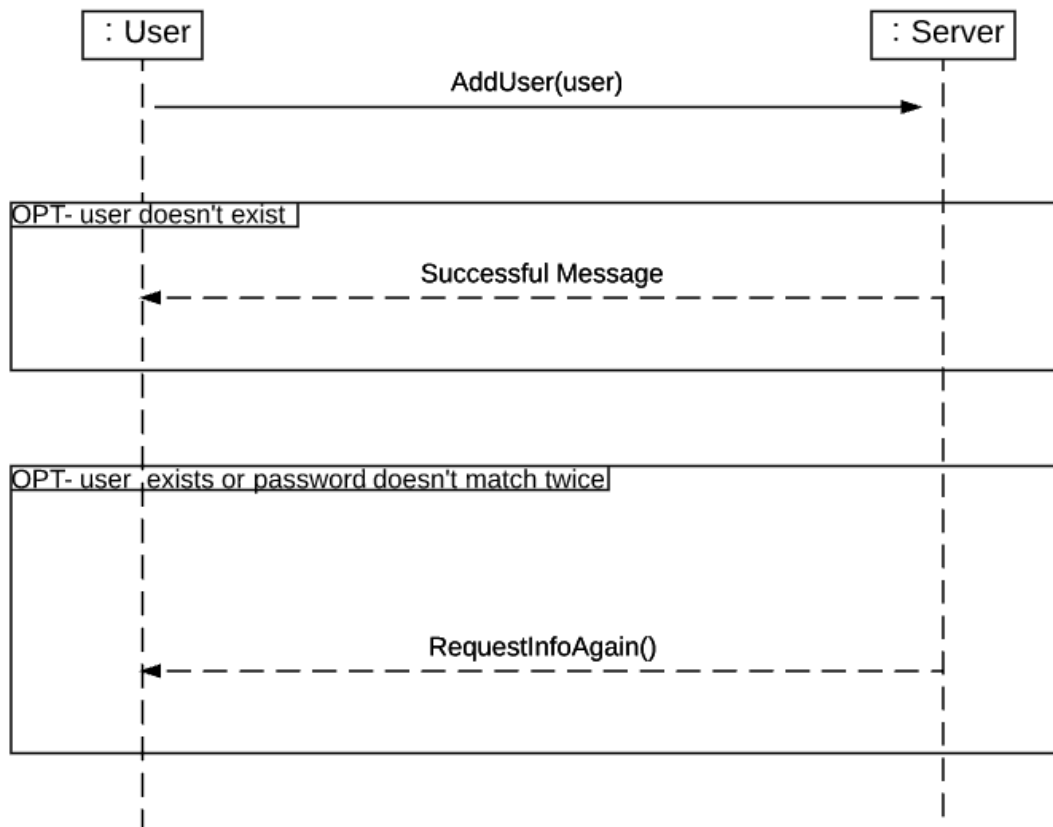 : User
: Server
AddUser(user)
OPT- user doesn't exist
Successful Message
OPT- user exists or password doesn't match twice
RequestInfoAgain()